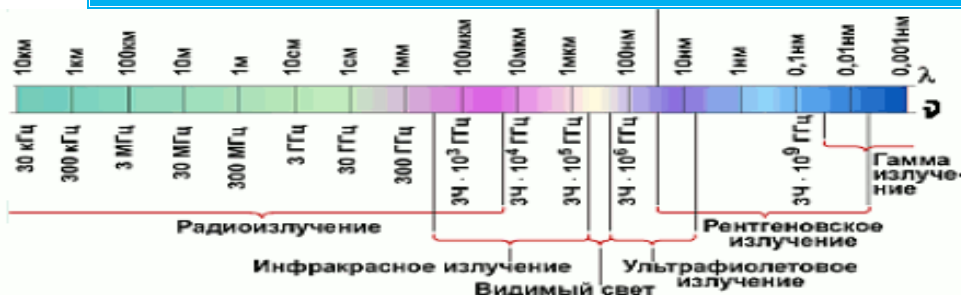 10км 1км 100км 10м 1м 10см 1см 1мм 100мкм 10мкм 1мкм 100нм 10нм 1нм 0,1нм 0,01нм 0,001нм λ
30 кГц 300 кГц 3 МГц 30 МГц 300 МГц 3 ГГц 30 ГГц 300 ГГц 3Ч · 10³ ГГц 3Ч · 10⁴ ГГц 3Ч · 10⁵ ГГц 3Ч · 10⁶ ГГц 3Ч · 10⁹ ГГц
Гамма
излуче-
ние
Радиоизлучение
Рентгеновское
излучение
Инфракрасное излучение
Ультрафиолетовое
излучение
Видимый свет